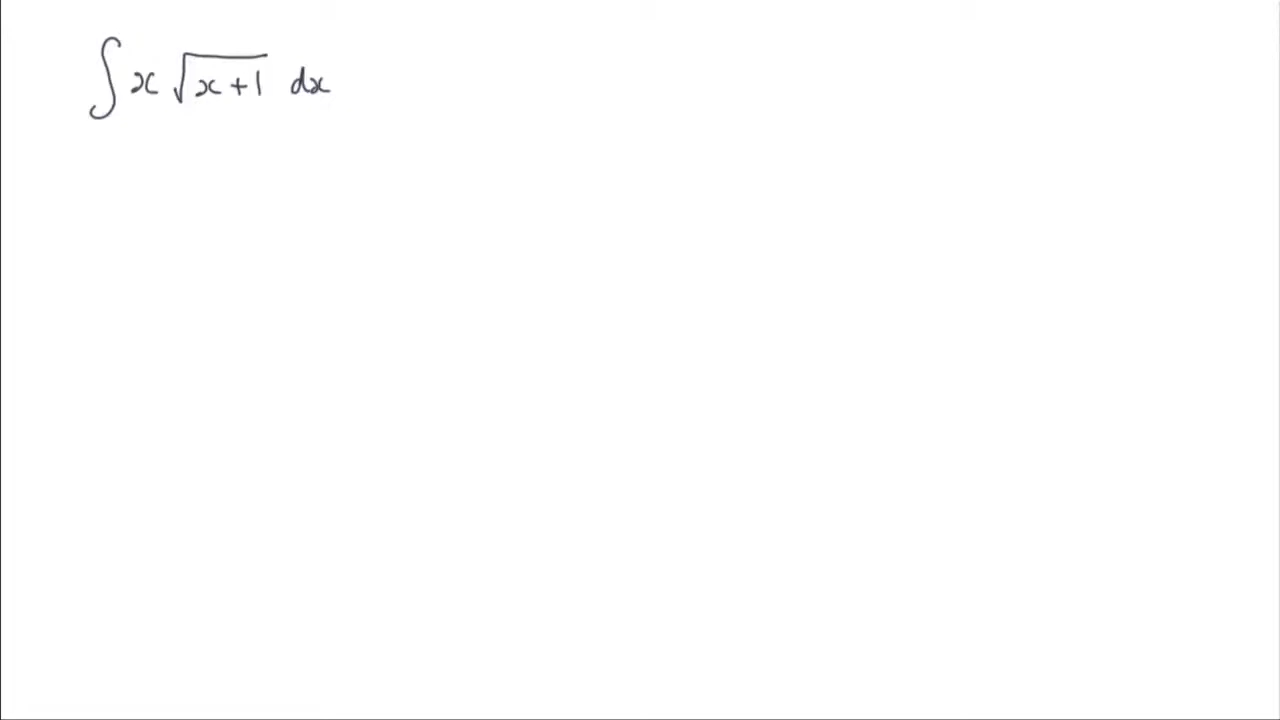 ∫ x √(x+1) dx